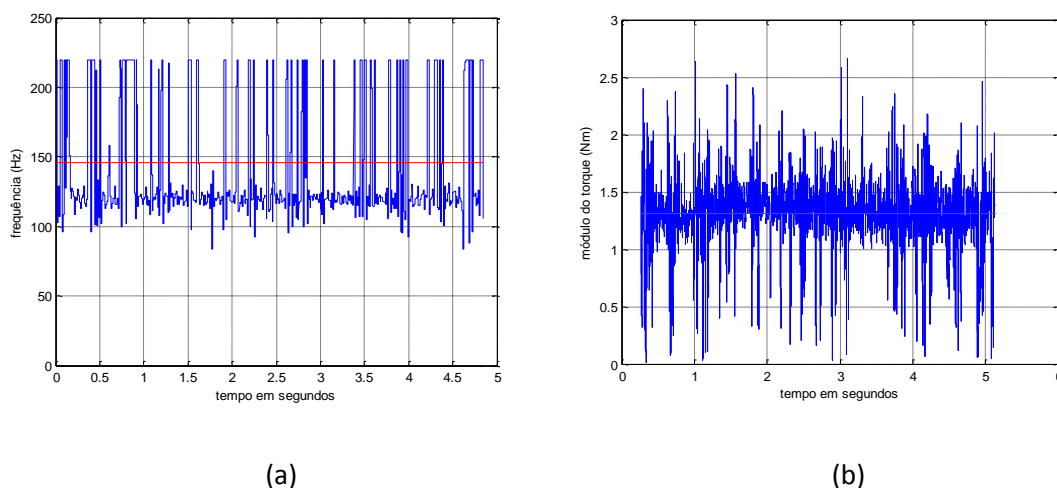 250
200
150
100
50
0
frequência (Hz)
0 0.5 1 1.5 2 2.5 3 3.5 4 4.5 5
tempo em segundos
(a)
3
2.5
2
1.5
1
0.5
0
módulo do torque (Nm)
0 1 2 3 4 5 6
tempo em segundos
(b)